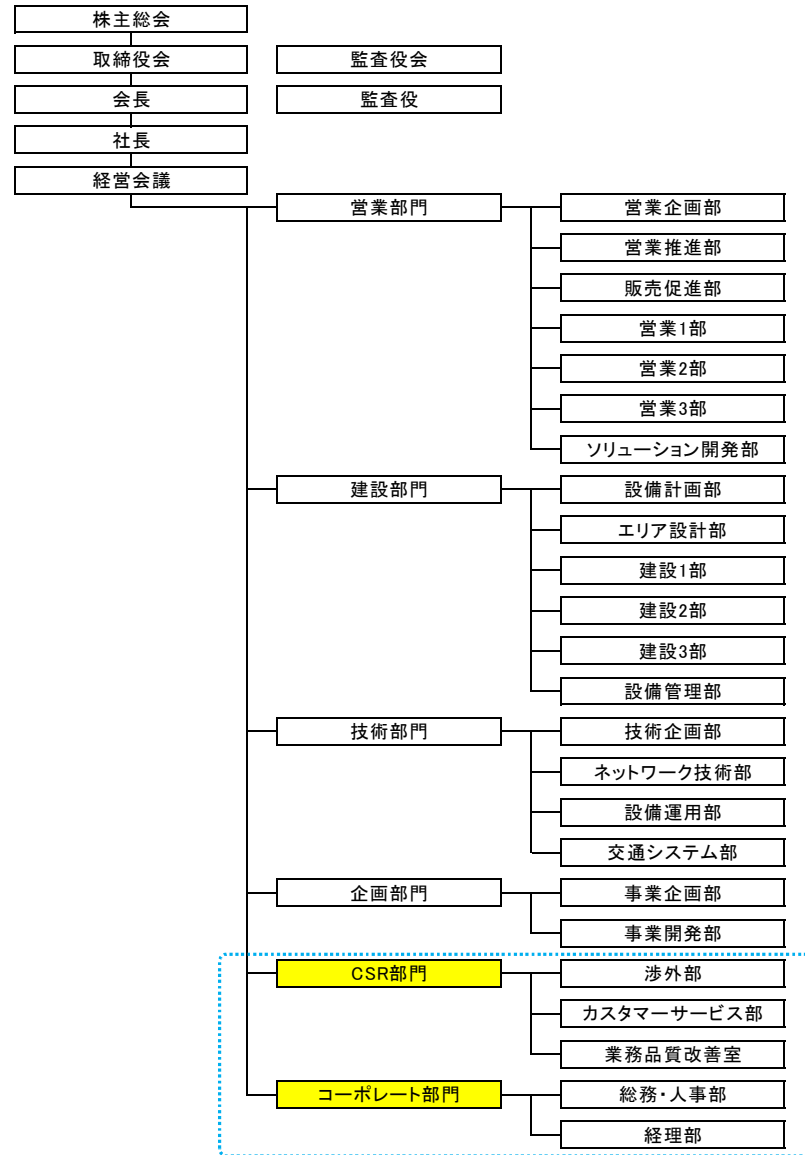 株主総会
取締役会 監査役会
会長 監査役
社長
経営会議
営業部門 営業企画部
営業推進部
販売促進部
営業1部
営業2部
営業3部
ソリューション開発部
建設部門 設備計画部
エリア設計部
建設1部
建設2部
建設3部
設備管理部
技術部門 技術企画部
ネットワーク技術部
設備運用部
交通システム部
企画部門 事業企画部
事業開発部
CSR部門 渉外部
カスタマーサービス部
業務品質改善室
コーポレート部門 総務・人事部
経理部